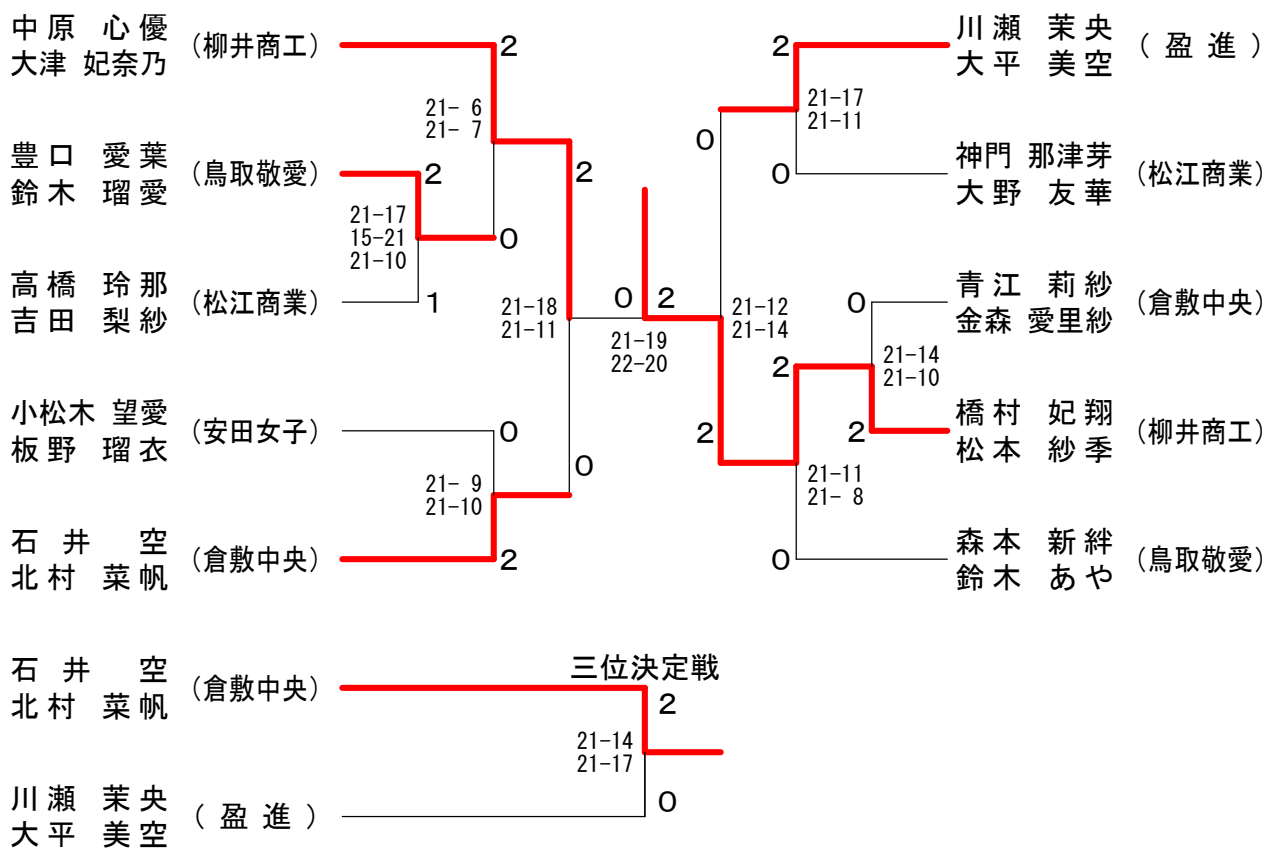 中原 心優
大津 妃奈乃
(柳井商工)
2
21- 6
21- 7
豊口 愛葉
鈴木 瑠愛
(鳥取敬愛)
2
21-17
15-21
21-10
0
高橋 玲那
吉田 梨紗
(松江商業)
1
2
21-18
21-11
小松木 望愛
板野 瑠衣
(安田女子)
0
21- 9
21-10
0
石井 空
北村 菜帆
(倉敷中央)
2
0
2
21-19
22-20
川瀬 茉央
大平 美空
(盈進)
2
21-17
21-11
0
神門 那津芽
大野 友華
(松江商業)
0
21-12
21-14
青江 莉紗
金森 愛里紗
(倉敷中央)
0
21-14
21-10
2
橋村 妃翔
松本 紗季
(柳井商工)
2
2
21-11
21- 8
森本 新絆
鈴木 あや
(鳥取敬愛)
0
三位決定戦
石井 空
北村 菜帆
(倉敷中央)
2
21-14
21-17
川瀬 茉央
大平 美空
(盈進)
0